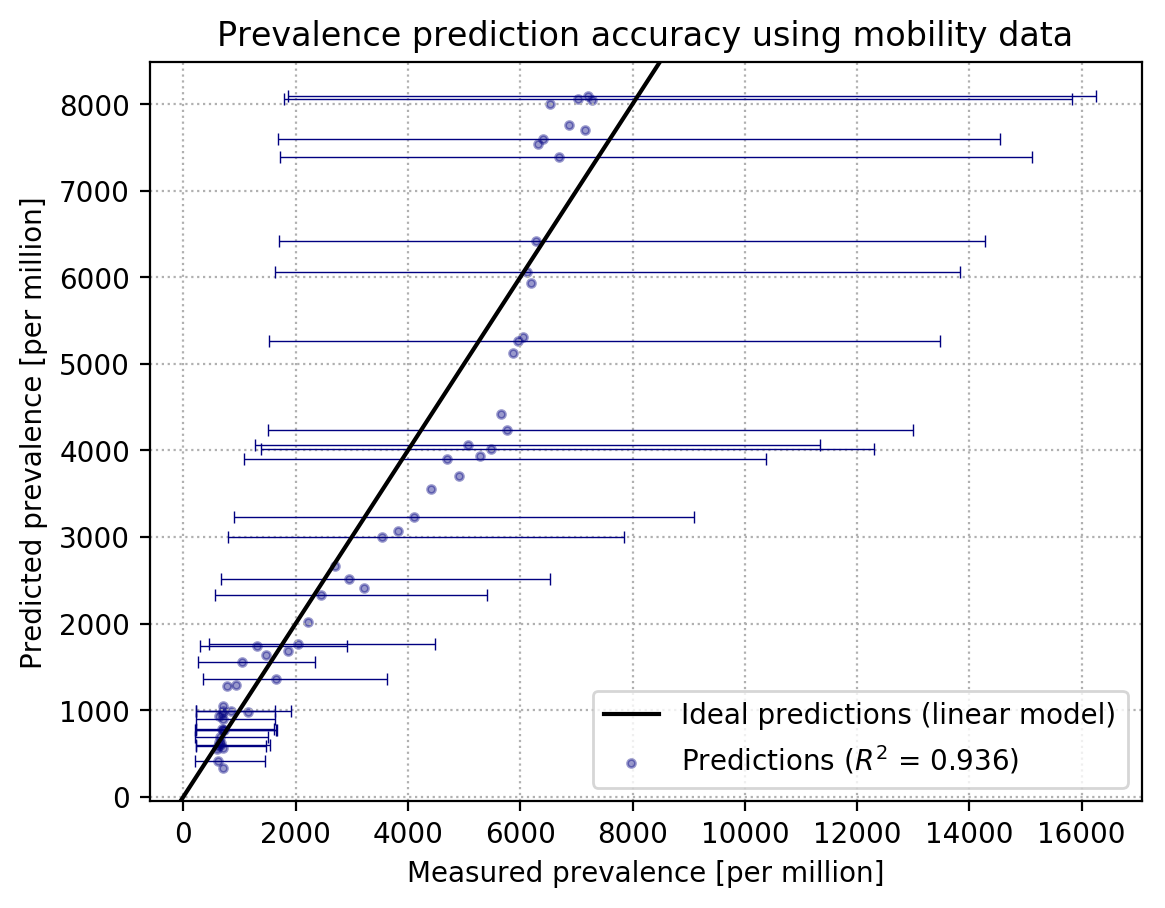 Prevalence prediction accuracy using mobility data
Predicted prevalence [per million]
8000
7000
6000
5000
4000
3000
2000
1000
0
Ideal predictions (linear model)
Predictions (R² = 0.936)
0 2000 4000 6000 8000 10000 12000 14000 16000
Measured prevalence [per million]